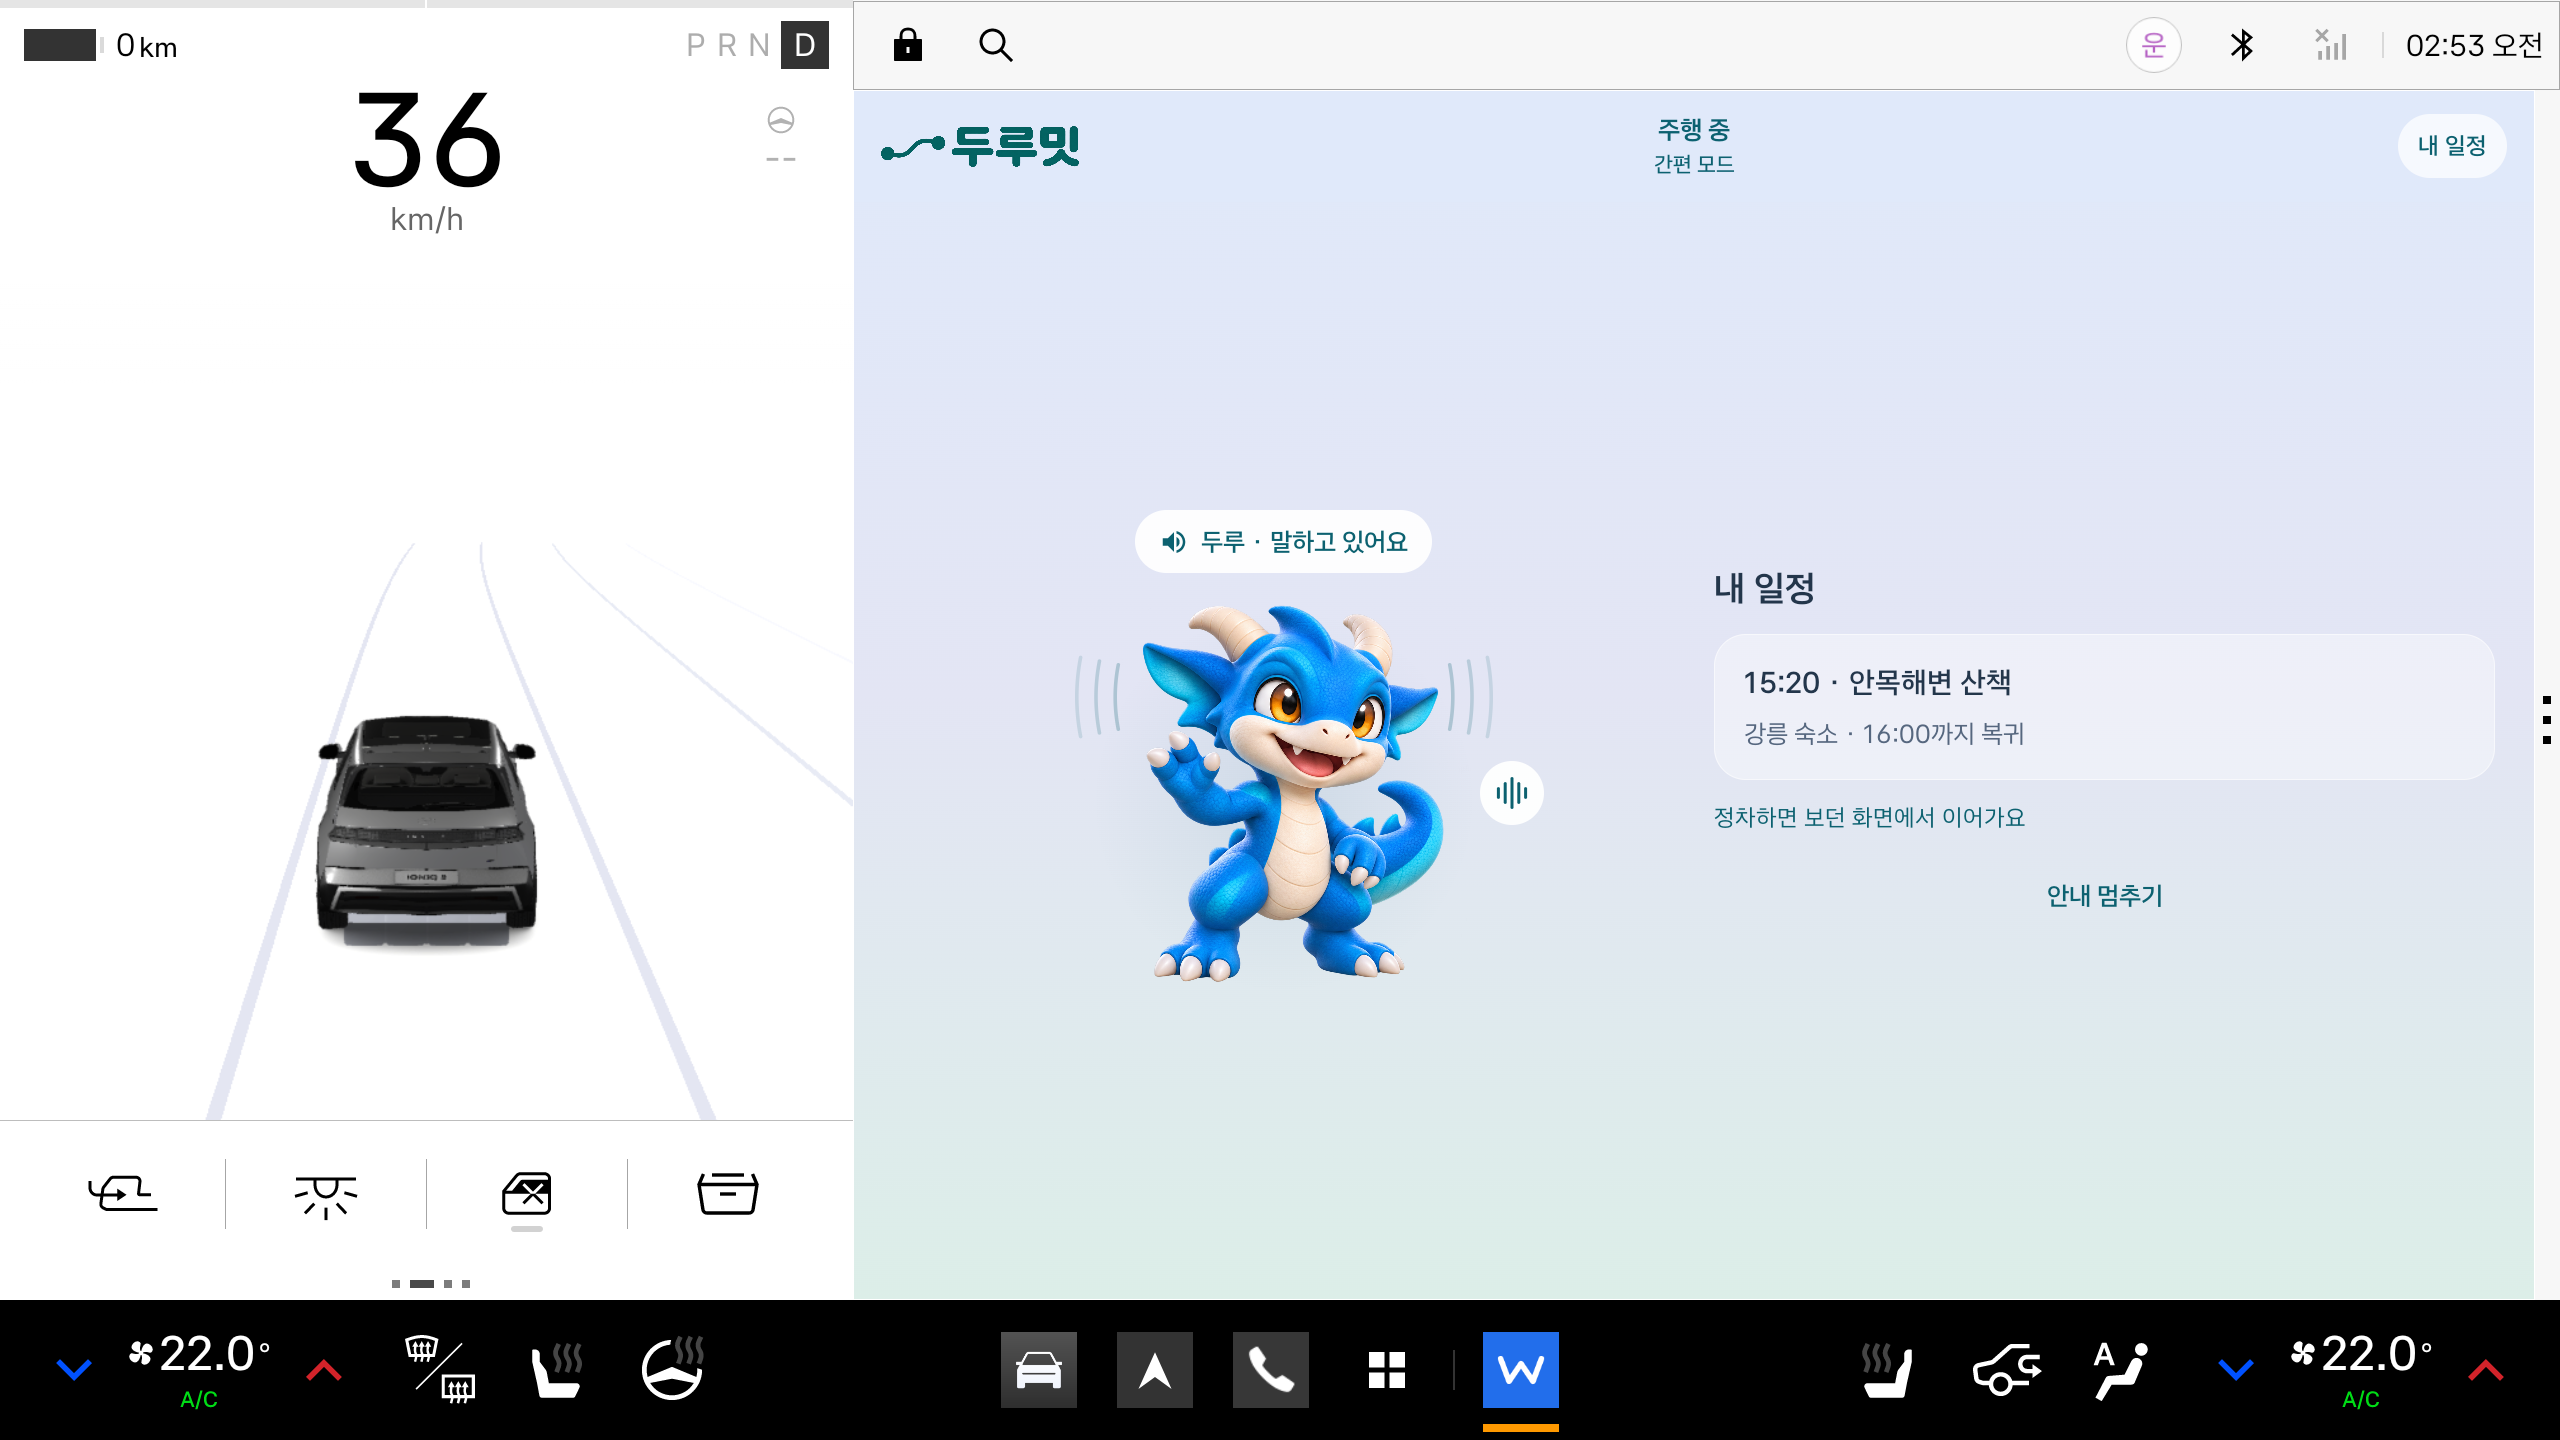 0 km
P R N D
36
km/h
--
운
02:53 오전
두루밋
주행 중
간편 모드
내 일정
두루 · 말하고 있어요
내 일정
15:20 · 안목해변 산책
강릉 숙소 · 16:00까지 복귀
정차하면 보던 화면에서 이어가요
안내 멈추기
22.0°
A/C
A
22.0°
A/C